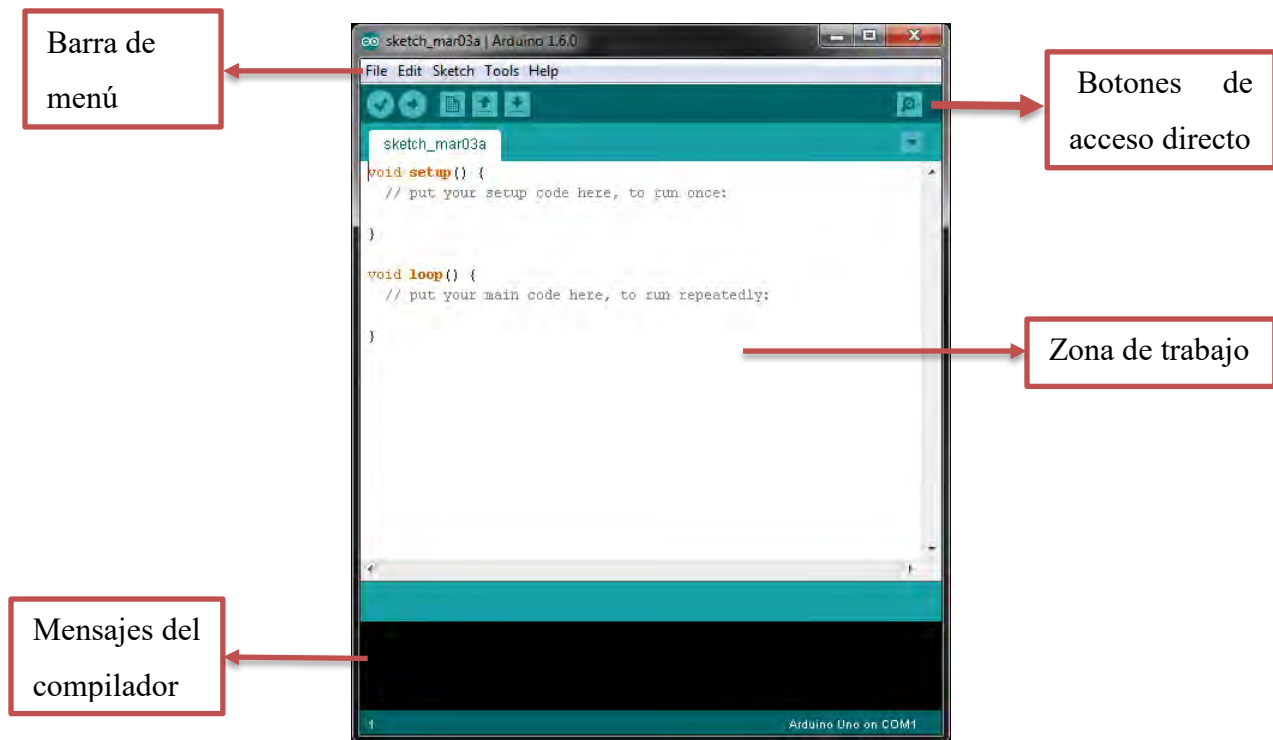 Barra de
menú
sketch_mar03a | Arduino 1.6.0
File Edit Sketch Tools Help
Botones de
acceso directo
sketch_mar03a
void setup() {
// put your setup code here, to run once:
}
void loop() {
// put your main code here, to run repeatedly:
}
Zona de trabajo
Mensajes del
compilador
1
Arduino Uno on COM1